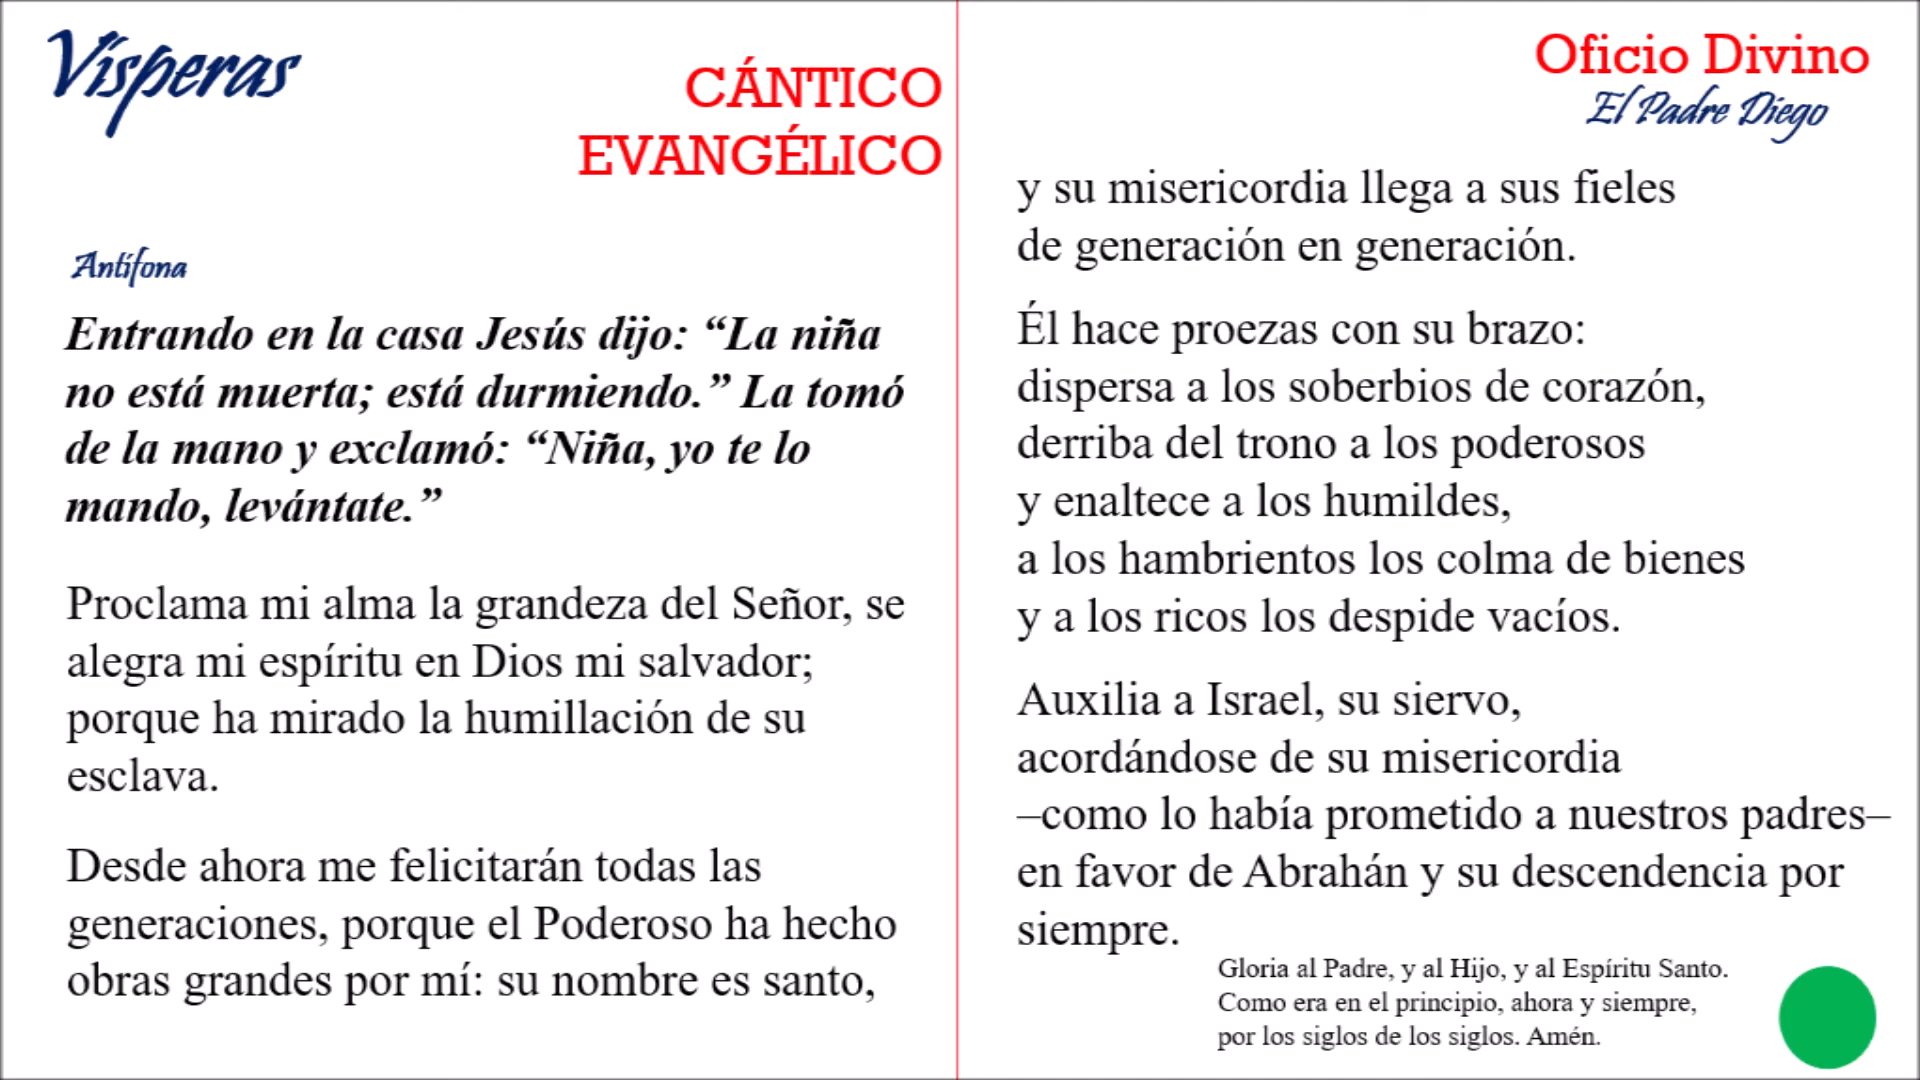 Vísperas
CÁNTICO
EVANGÉLICO
Antífona
Entrando en la casa Jesús dijo: “La niña
no está muerta; está durmiendo.” La tomó
de la mano y exclamó: “Niña, yo te lo
mando, levántate.”
Proclama mi alma la grandeza del Señor, se
alegra mi espíritu en Dios mi salvador;
porque ha mirado la humillación de su
esclava.
Desde ahora me felicitarán todas las
generaciones, porque el Poderoso ha hecho
obras grandes por mí: su nombre es santo,
Oficio Divino
El Padre Diego
y su misericordia llega a sus fieles
de generación en generación.
Él hace proezas con su brazo:
dispersa a los soberbios de corazón,
derriba del trono a los poderosos
y enaltece a los humildes,
a los hambrientos los colma de bienes
y a los ricos los despide vacíos.
Auxilia a Israel, su siervo,
acordándose de su misericordia
–como lo había prometido a nuestros padres–
en favor de Abrahán y su descendencia por
siempre.
Gloria al Padre, y al Hijo, y al Espíritu Santo.
Como era en el principio, ahora y siempre,
por los siglos de los siglos. Amén.